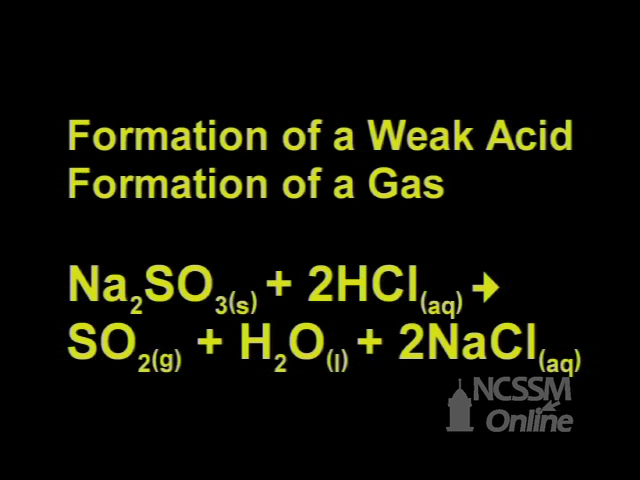 Formation of a Weak Acid
Formation of a Gas
Na₂SO₃₍s₎ + 2HCl₍aq₎ →
SO₂₍g₎ + H₂O₍l₎ + 2NaCl₍aq₎
NCSSM
Online